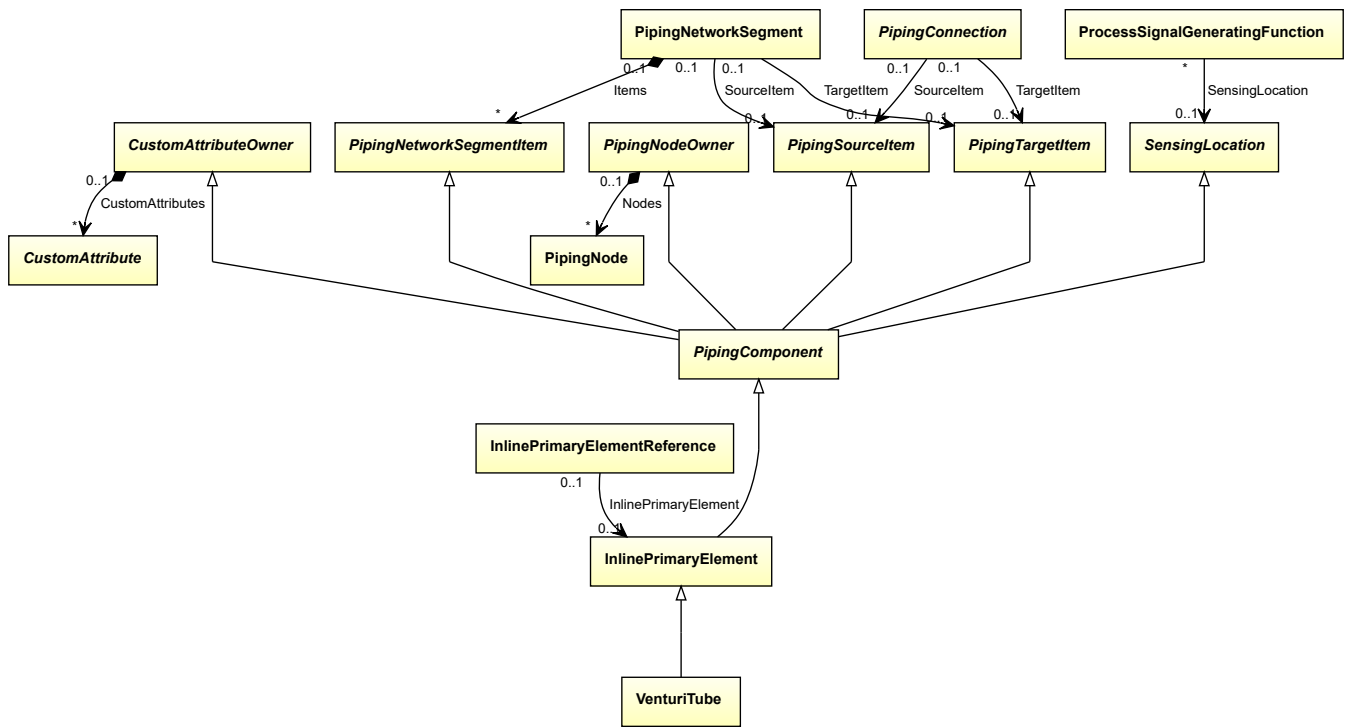 PipingNetworkSegment
PipingConnection
ProcessSignalGeneratingFunction
0..1
0..1
0..1
0..1
0..1
*
Items
SourceItem
TargetItem
SourceItem
TargetItem
SensingLocation
*
0..1
0..1
0..1
0..1
0..1
CustomAttributeOwner
PipingNetworkSegmentItem
PipingNodeOwner
PipingSourceItem
PipingTargetItem
SensingLocation
0..1
0..1
CustomAttributes
Nodes
*
*
CustomAttribute
PipingNode
PipingComponent
InlinePrimaryElementReference
0..1
InlinePrimaryElement
0..1
InlinePrimaryElement
VenturiTube